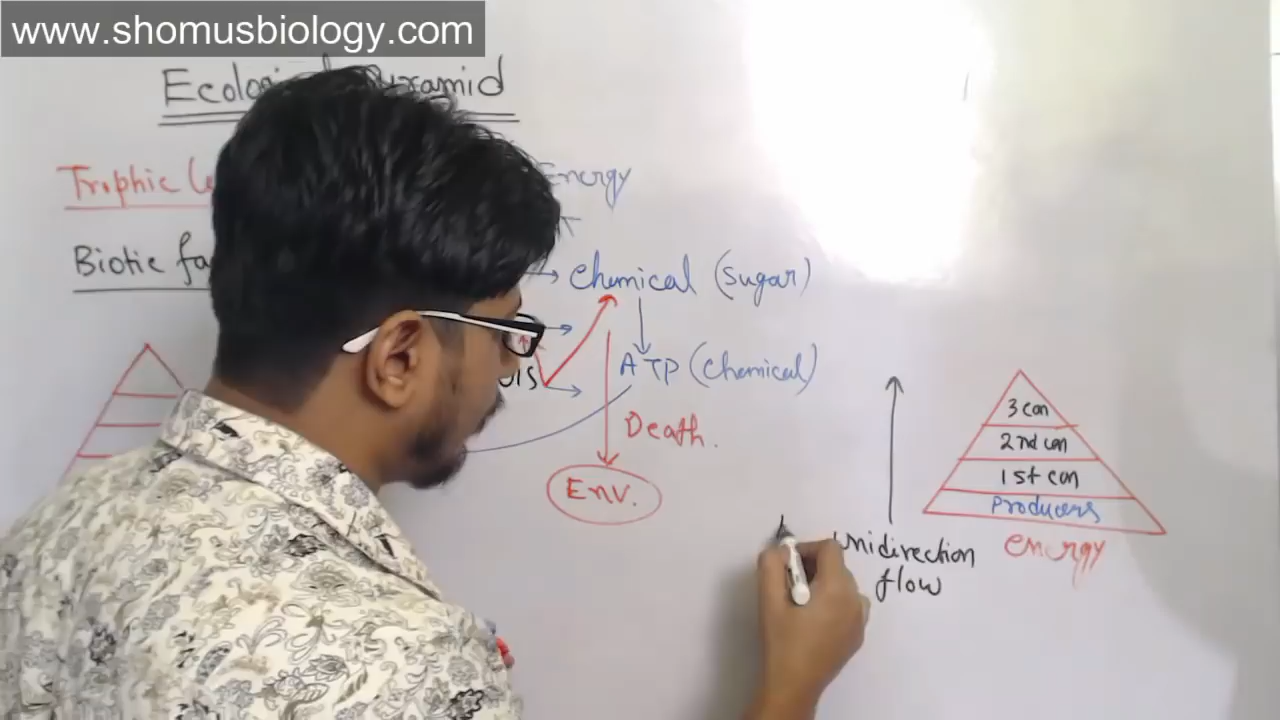 www.shomusbiology.com
Ecological Pyramid
Trophic
Energy
Biotic
Chemical (Sugar)
ATP (Chemical)
Death.
Env.
3 con
2nd con
1st con
Producers
energy
unidirection
flow